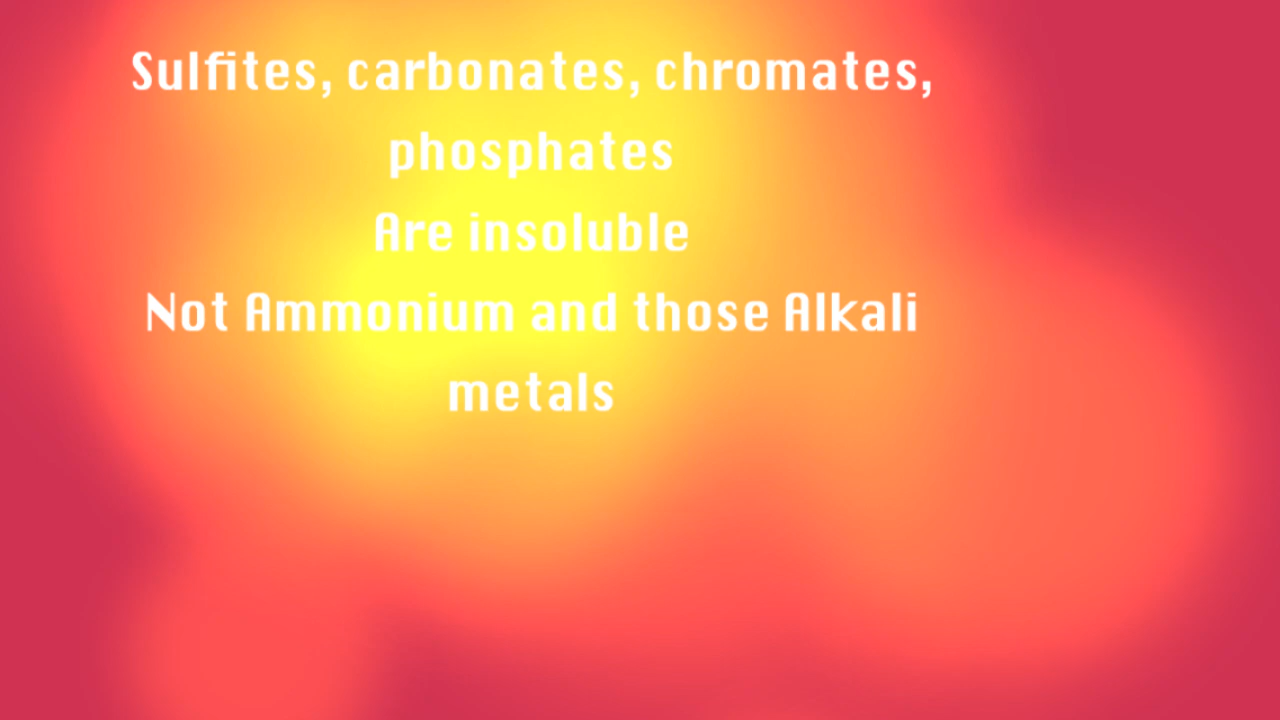 Sulfites, carbonates, chromates,
phosphates
Are insoluble
Not Ammonium and those Alkali
metals